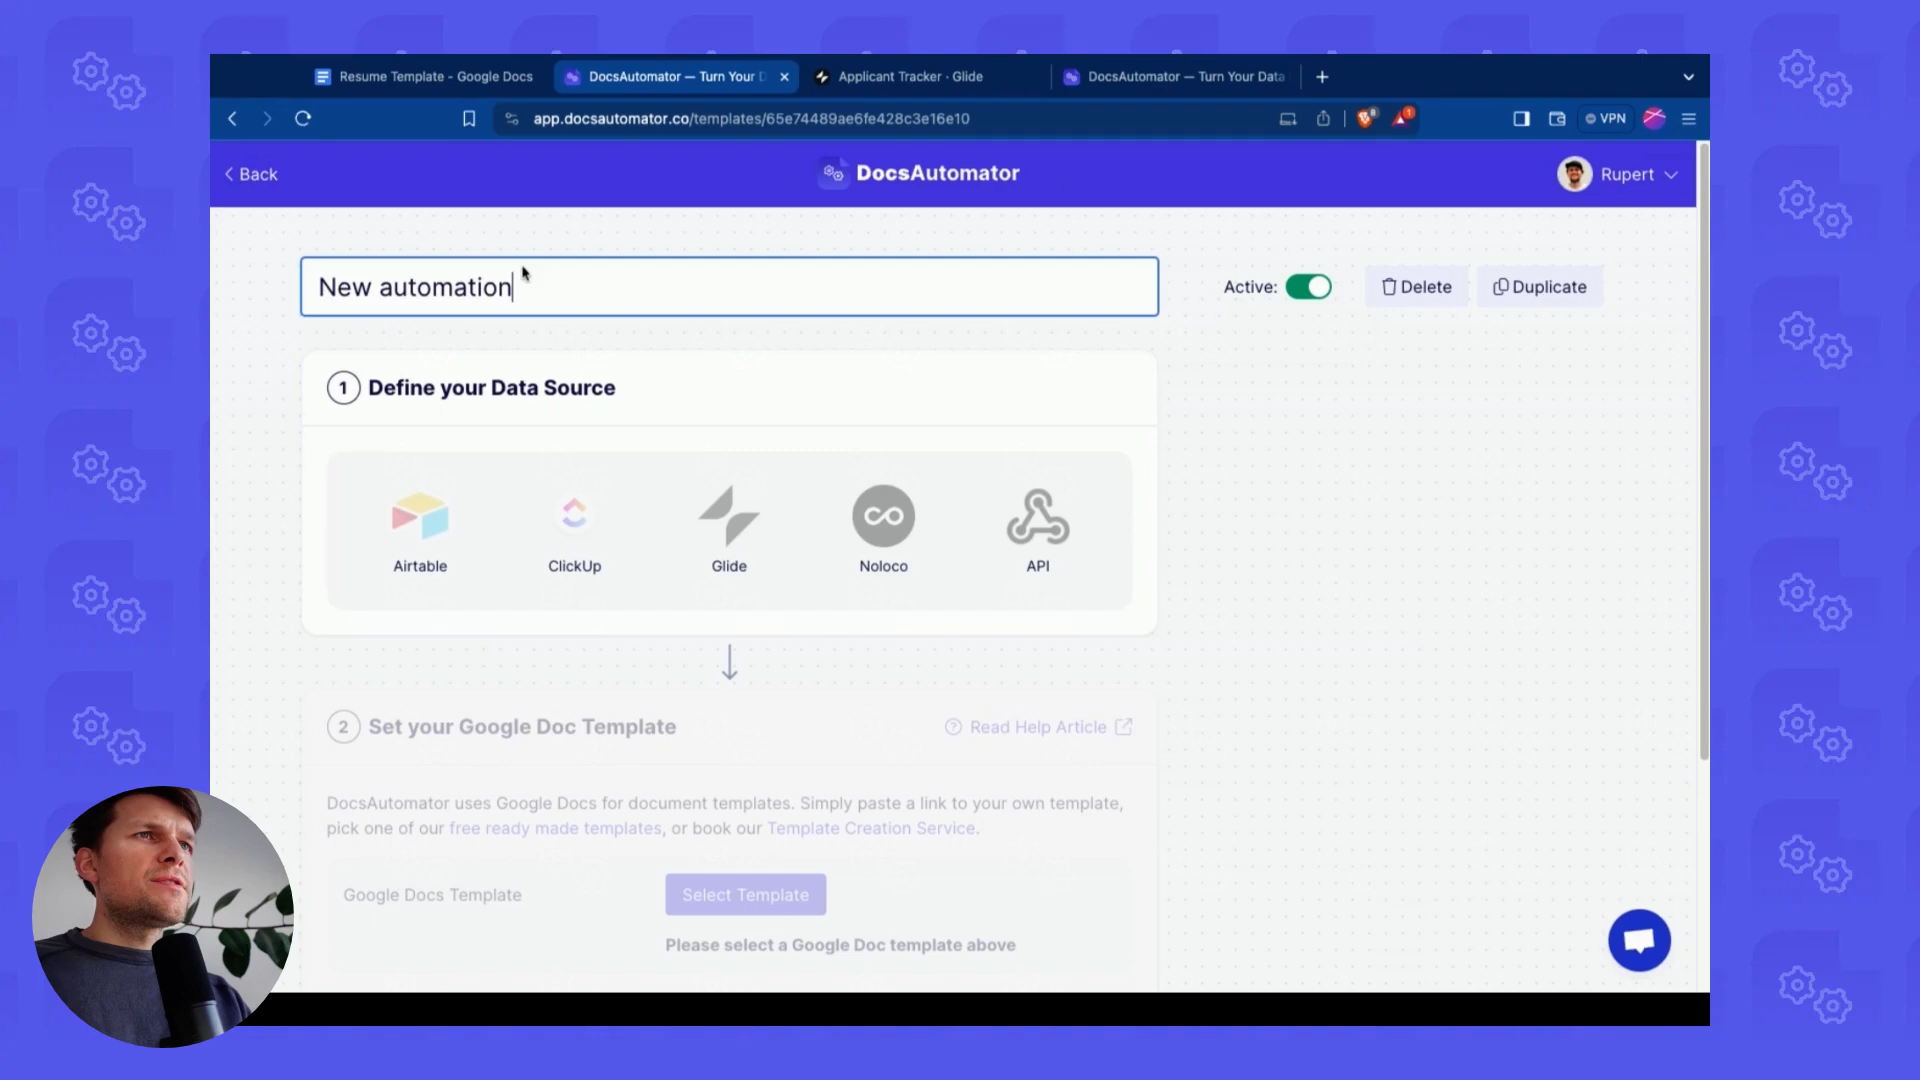 Resume Template - Google Docs
DocsAutomator — Turn Your D
Applicant Tracker · Glide
DocsAutomator — Turn Your Data
app.docsautomator.co/templates/65e74489ae6fe428c3e16e10
8
1
VPN
Back
DocsAutomator
Rupert
New automation
Active:
Delete
Duplicate
1 Define your Data Source
Airtable
ClickUp
Glide
Noloco
API
2 Set your Google Doc Template
Read Help Article
DocsAutomator uses Google Docs for document templates. Simply paste a link to your own template,
pick one of our free ready made templates, or book our Template Creation Service.
Google Docs Template
Select Template
Please select a Google Doc template above